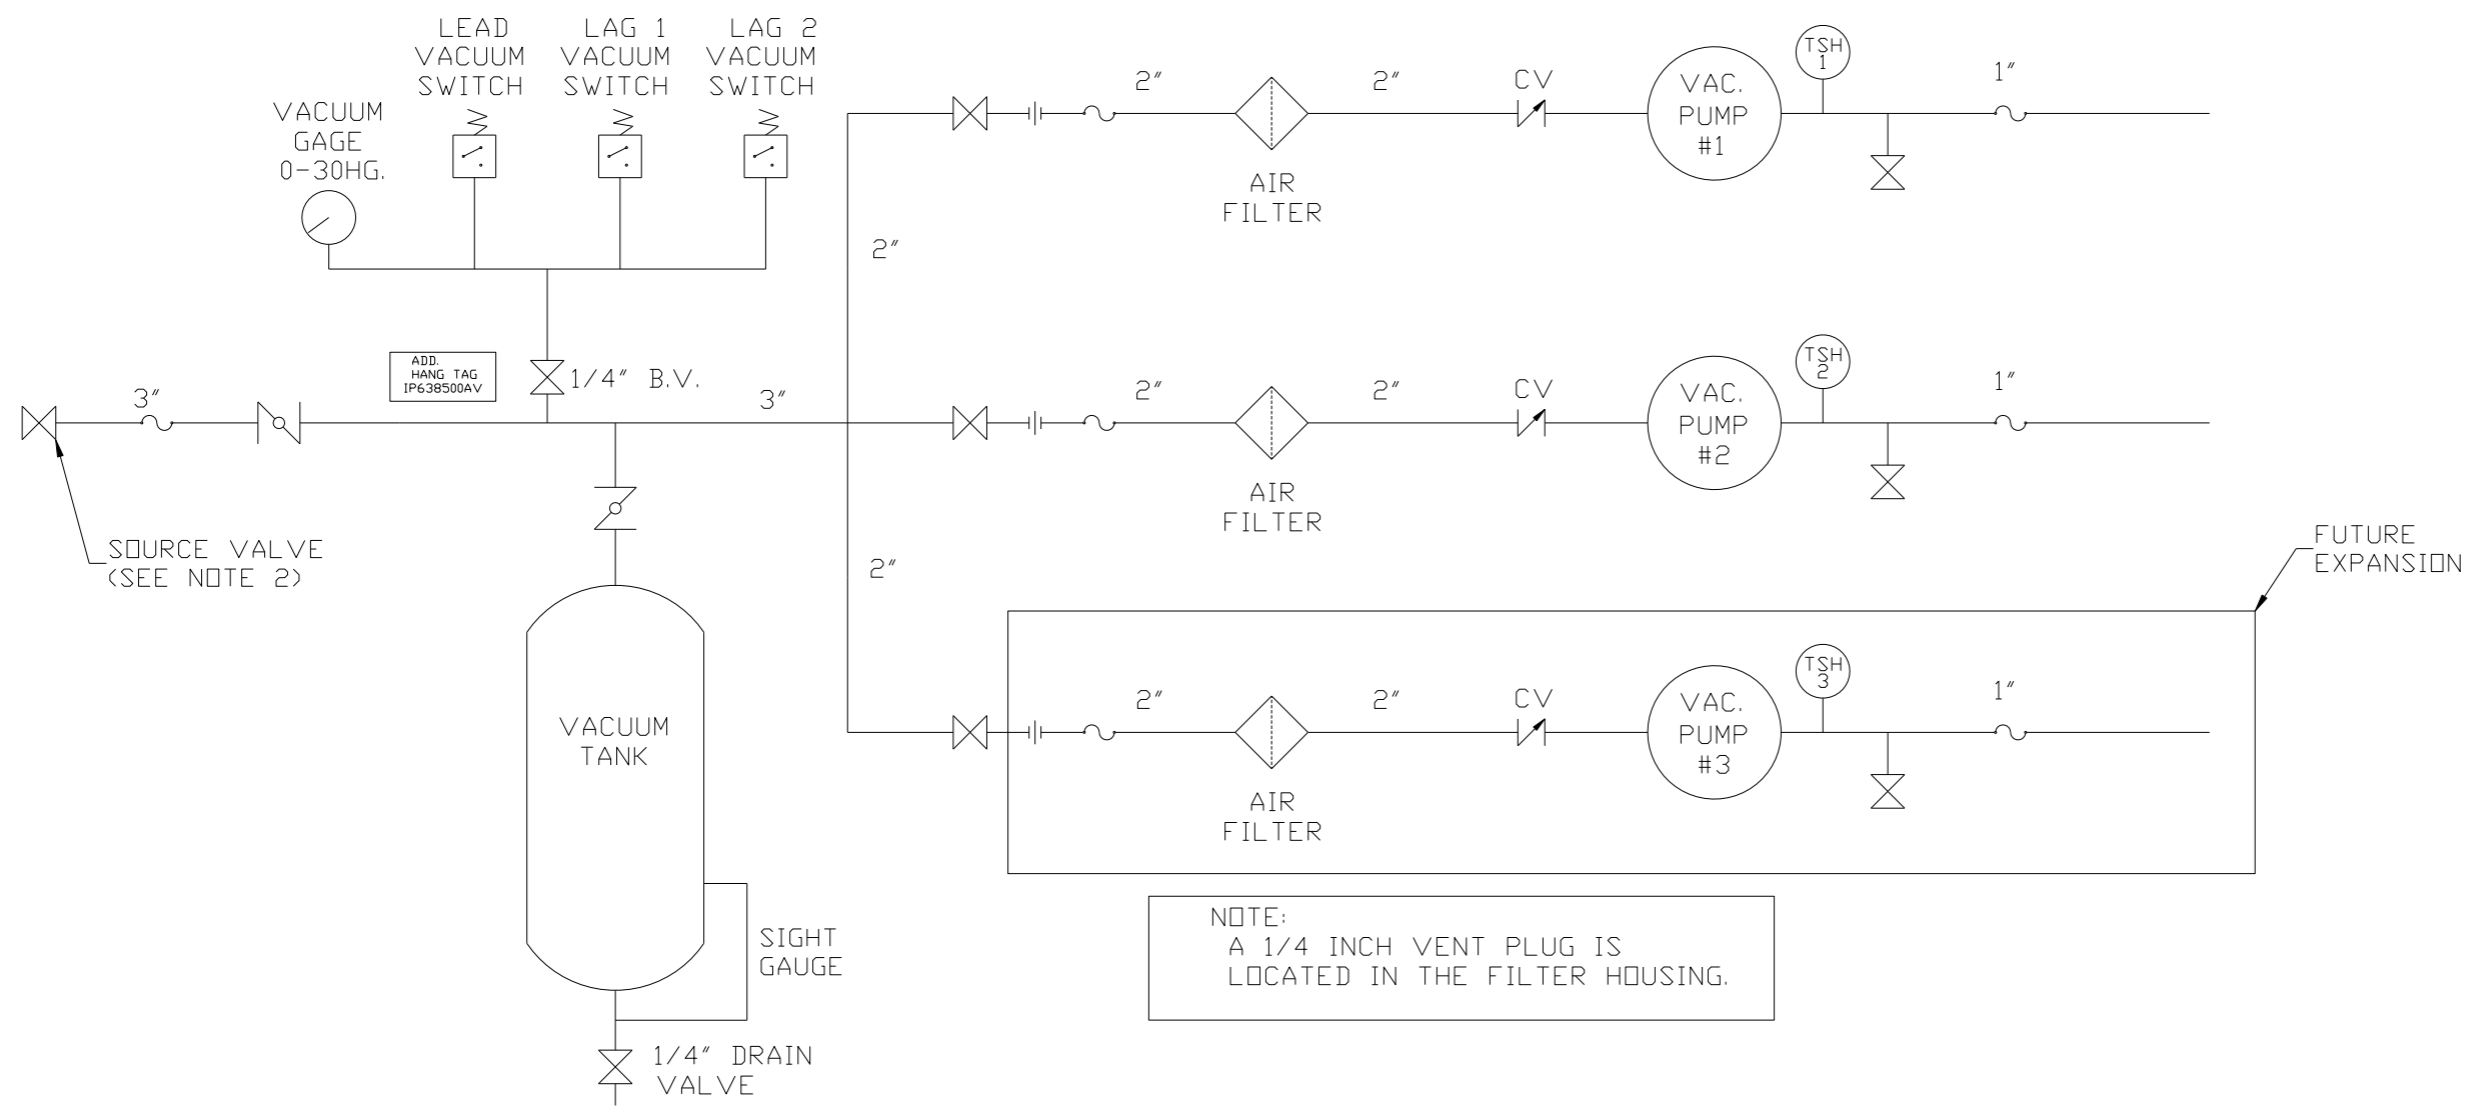 LEAD
VACUUM
SWITCH
LAG 1
VACUUM
SWITCH
LAG 2
VACUUM
SWITCH
VACUUM
GAGE
0-30HG.
ADD.
HANG TAG
IP638500AV
1/4" B.V.
3"
3"
SOURCE VALVE
(SEE NOTE 2)
VACUUM
TANK
SIGHT
GAUGE
1/4" DRAIN
VALVE
2"
2"
2"
AIR
FILTER
2"
CV
VAC.
PUMP
#1
TSH
1
1"
2"
AIR
FILTER
2"
CV
VAC.
PUMP
#2
TSH
2
1"
FUTURE
EXPANSION
2"
AIR
FILTER
2"
CV
VAC.
PUMP
#3
TSH
3
1"
NOTE:
A 1/4 INCH VENT PLUG IS
LOCATED IN THE FILTER HOUSING.